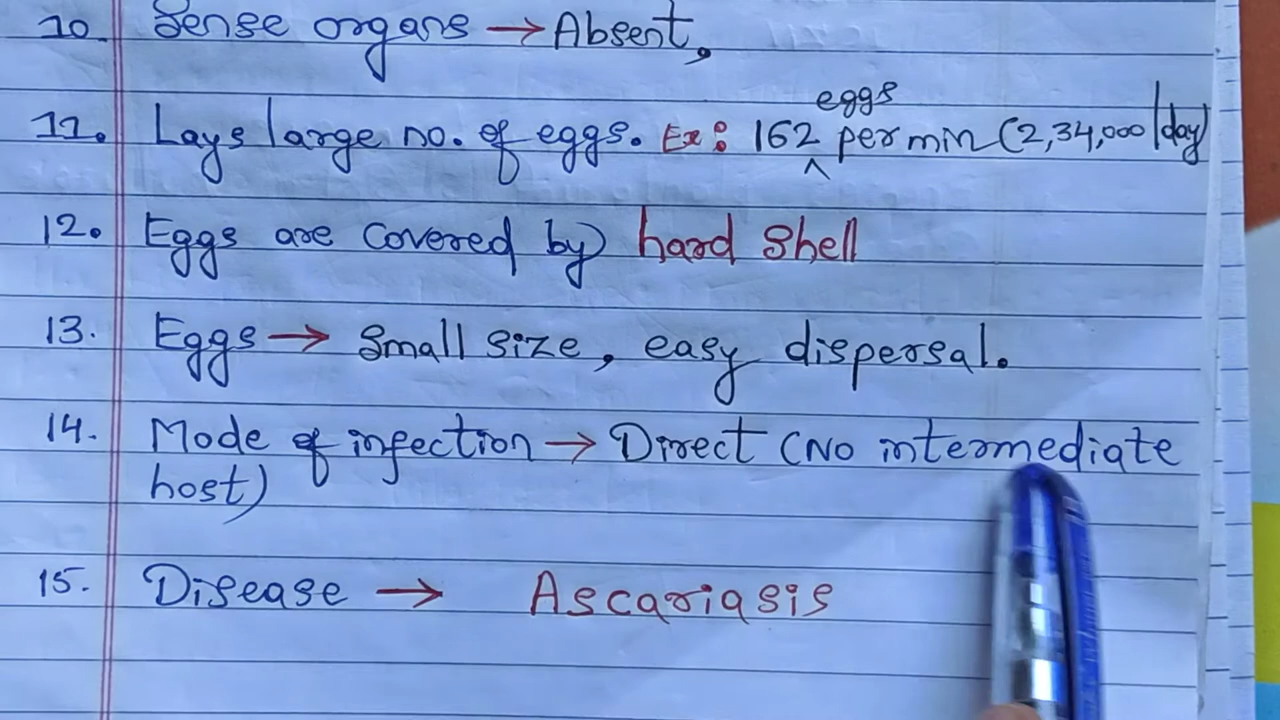 10. Sense organs → Absent,
eggs
11. Lays large no. of eggs. Ex: 162 ^ per min (2,34,000/day)
12. Eggs are covered by hard shell
13. Eggs → Small size, easy dispersal.
14. Mode of infection → Direct (No intermediate
host)
15. Disease → Ascariasis